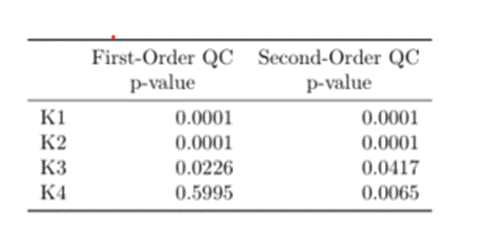 First-Order QC Second-Order QC
p-value p-value
K1 0.0001 0.0001
K2 0.0001 0.0001
K3 0.0226 0.0417
K4 0.5995 0.0065